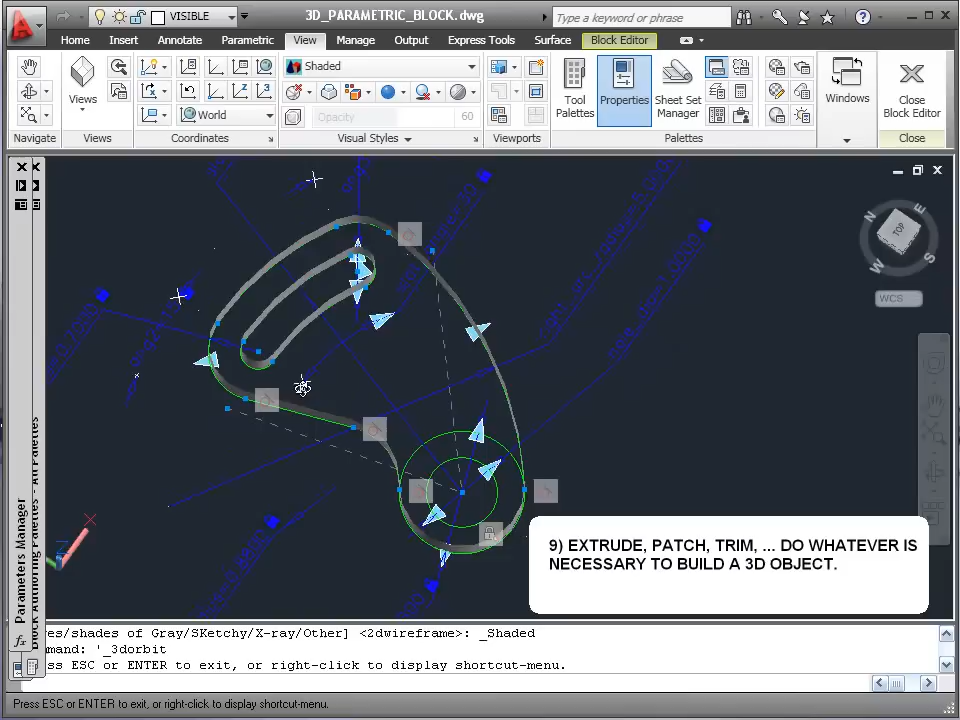 VISIBLE
3D_PARAMETRIC_BLOCK.dwg
Type a keyword or phrase
Home Insert Annotate Parametric View Manage Output Express Tools Surface Block Editor
Views
Shaded
World
Opacity 60
Tool Palettes
Properties
Sheet Set Manager
Windows
Close Block Editor
Navigate Views Coordinates Visual Styles Viewports Palettes Close
N E
TOP
W S
WCS
Parameters Manager
Block Authoring Palettes - All Palettes
9) EXTRUDE, PATCH, TRIM, ... DO WHATEVER IS
NECESSARY TO BUILD A 3D OBJECT.
es/shades of Gray/SKetchy/X-ray/Other] <2dwireframe>: _Shaded
mand: '_3dorbit
ss ESC or ENTER to exit, or right-click to display shortcut-menu.
Press ESC or ENTER to exit, or right-click to display shortcut-menu.